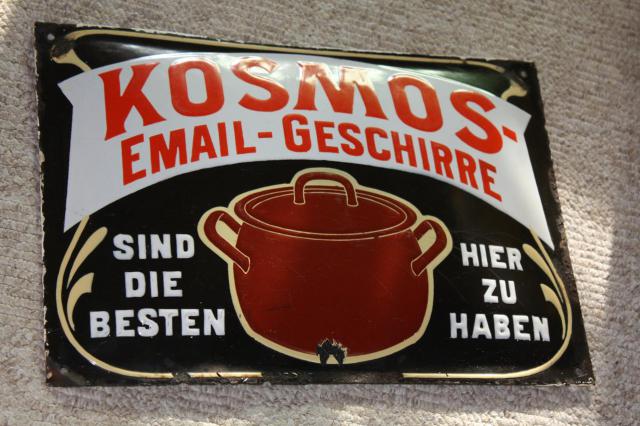 KOSMOS-
EMAIL-GESCHIRRE
SIND
DIE
BESTEN
HIER
ZU
HABEN